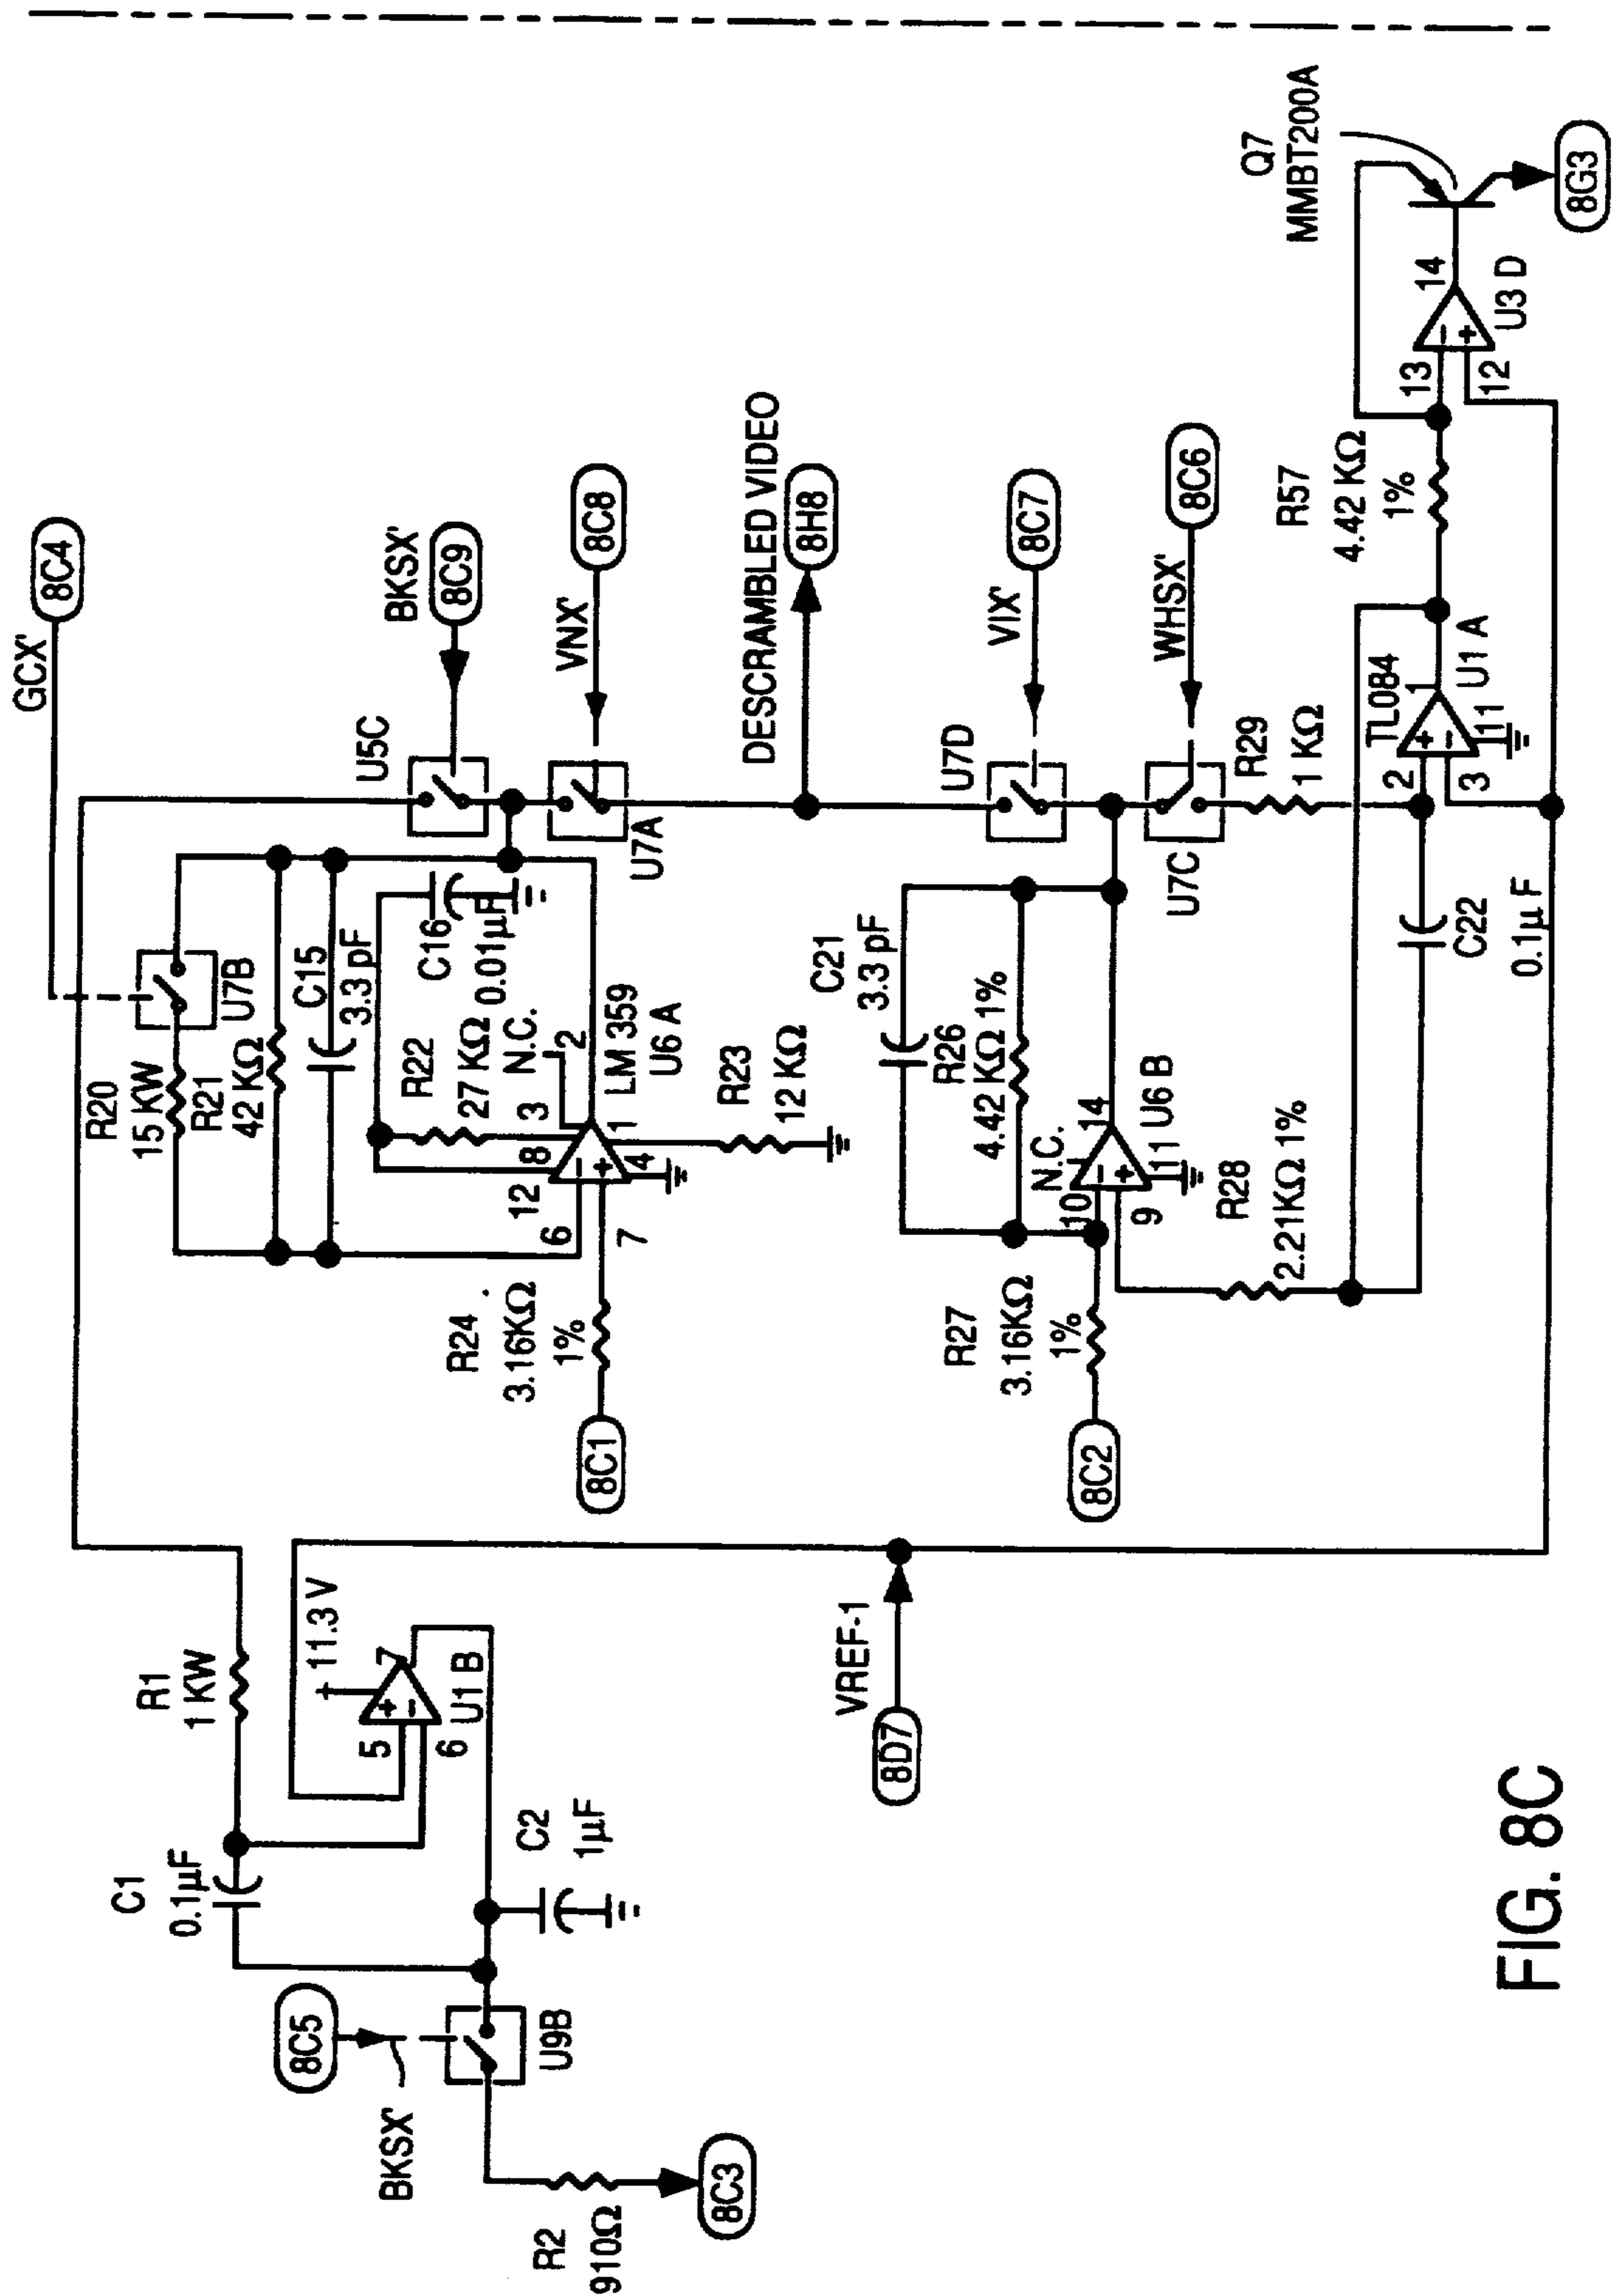 GCX'
8C4
R20
15 KW
U7B
R21
42 KΩ
C15
3.3 pF
U5C
BKSX'
8C9
C16
0.01μF
R22
27 KΩ
N.C.
3
2
8
12
6
7
1
4
LM 359
U6 A
U7A
VNX'
8C8
R24
3.16KΩ
1%
8C1
R23
12 KΩ
DESCRAMBLED VIDEO
8H8
C1
0.1μF
R1
1 KW
11.3 V
5
6
7
U1 B
8C5
BKSX'
U9B
C2
1μF
R2
910Ω
8C3
VREF-1
8D7
C21
3.3 pF
R26
4.42 KΩ 1%
U7D
VIX'
8C7
N.C.
10
9
14
11
U6 B
R27
3.16KΩ
1%
8C2
U7C
WHSX'
8C6
R28
2.21KΩ 1%
R29
1 KΩ
TL084
2
3
1
11
U1 A
C22
0.1μ F
R57
4.42 KΩ
1%
13
12
14
U3 D
Q7
MMBT200A
8G3
FIG. 8C